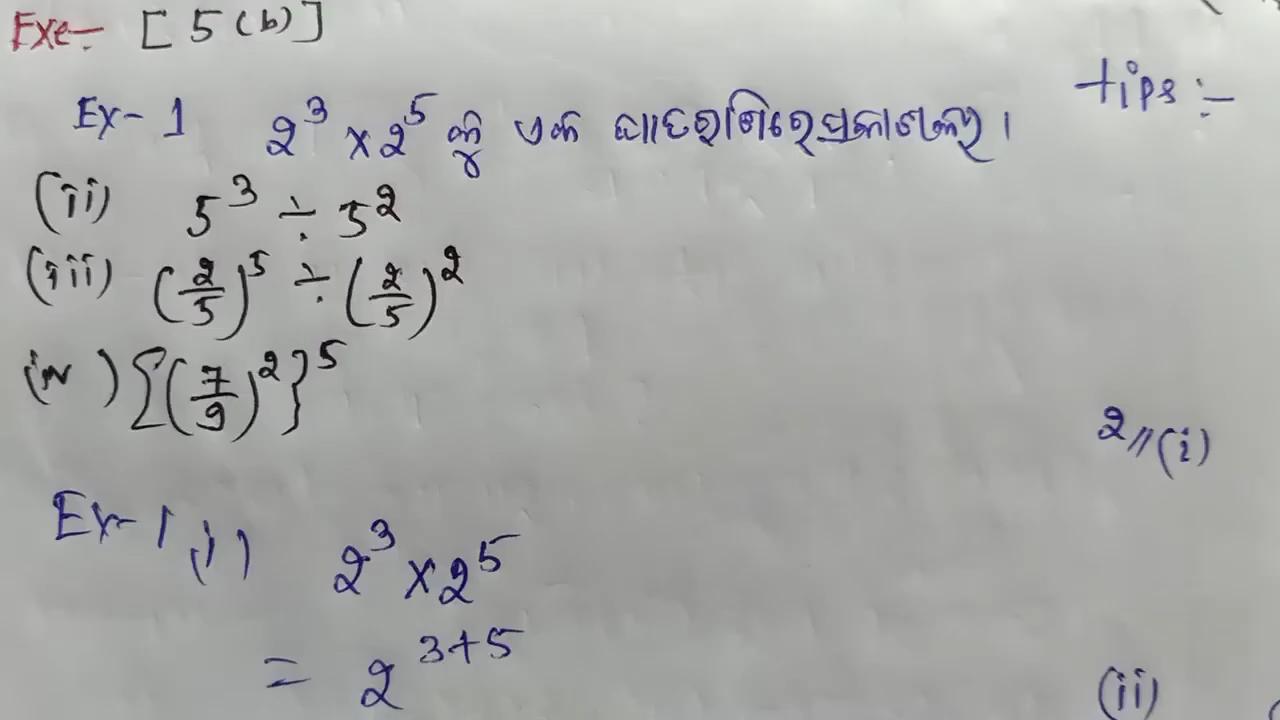 Exe:- [5(b)]
tips :-
Ex-1 2³ × 2⁵ କୁ ଏକ ଘାତରାଶିରେ ପ୍ରକାଶ କର ।
(ii) 5³ ÷ 5²
(iii) (2/5)⁵ ÷ (2/5)²
(iv) {(7/9)²}⁵
2//(i)
Ex-1,(i) 2³ × 2⁵
= 2³⁺⁵
(ii)